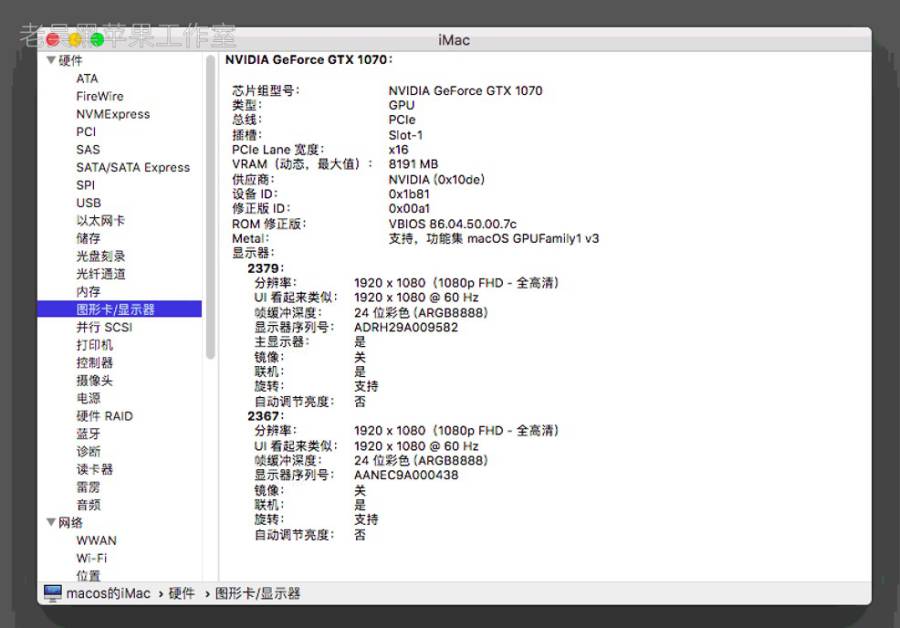 老吴黑苹果工作室
iMac
硬件
ATA
FireWire
NVMExpress
PCI
SAS
SATA/SATA Express
SPI
USB
以太网卡
储存
光盘刻录
光纤通道
内存
图形卡/显示器
并行 SCSI
打印机
控制器
摄像头
电源
硬件 RAID
蓝牙
诊断
读卡器
雷雳
音频
网络
WWAN
Wi-Fi
位置
NVIDIA GeForce GTX 1070:
芯片组型号: NVIDIA GeForce GTX 1070
类型: GPU
总线: PCIe
插槽: Slot-1
PCIe Lane 宽度: x16
VRAM（动态，最大值）: 8191 MB
供应商: NVIDIA (0x10de)
设备 ID: 0x1b81
修正版 ID: 0x00a1
ROM 修正版: VBIOS 86.04.50.00.7c
Metal: 支持，功能集 macOS GPUFamily1 v3
显示器:
2379:
分辨率: 1920 x 1080（1080p FHD - 全高清）
UI 看起来类似: 1920 x 1080 @ 60 Hz
帧缓冲深度: 24 位彩色 (ARGB8888)
显示器序列号: ADRH29A009582
主显示器: 是
镜像: 关
联机: 是
旋转: 支持
自动调节亮度: 否
2367:
分辨率: 1920 x 1080（1080p FHD - 全高清）
UI 看起来类似: 1920 x 1080 @ 60 Hz
帧缓冲深度: 24 位彩色 (ARGB8888)
显示器序列号: AANEC9A000438
镜像: 关
联机: 是
旋转: 支持
自动调节亮度: 否
macos的iMac › 硬件 › 图形卡/显示器